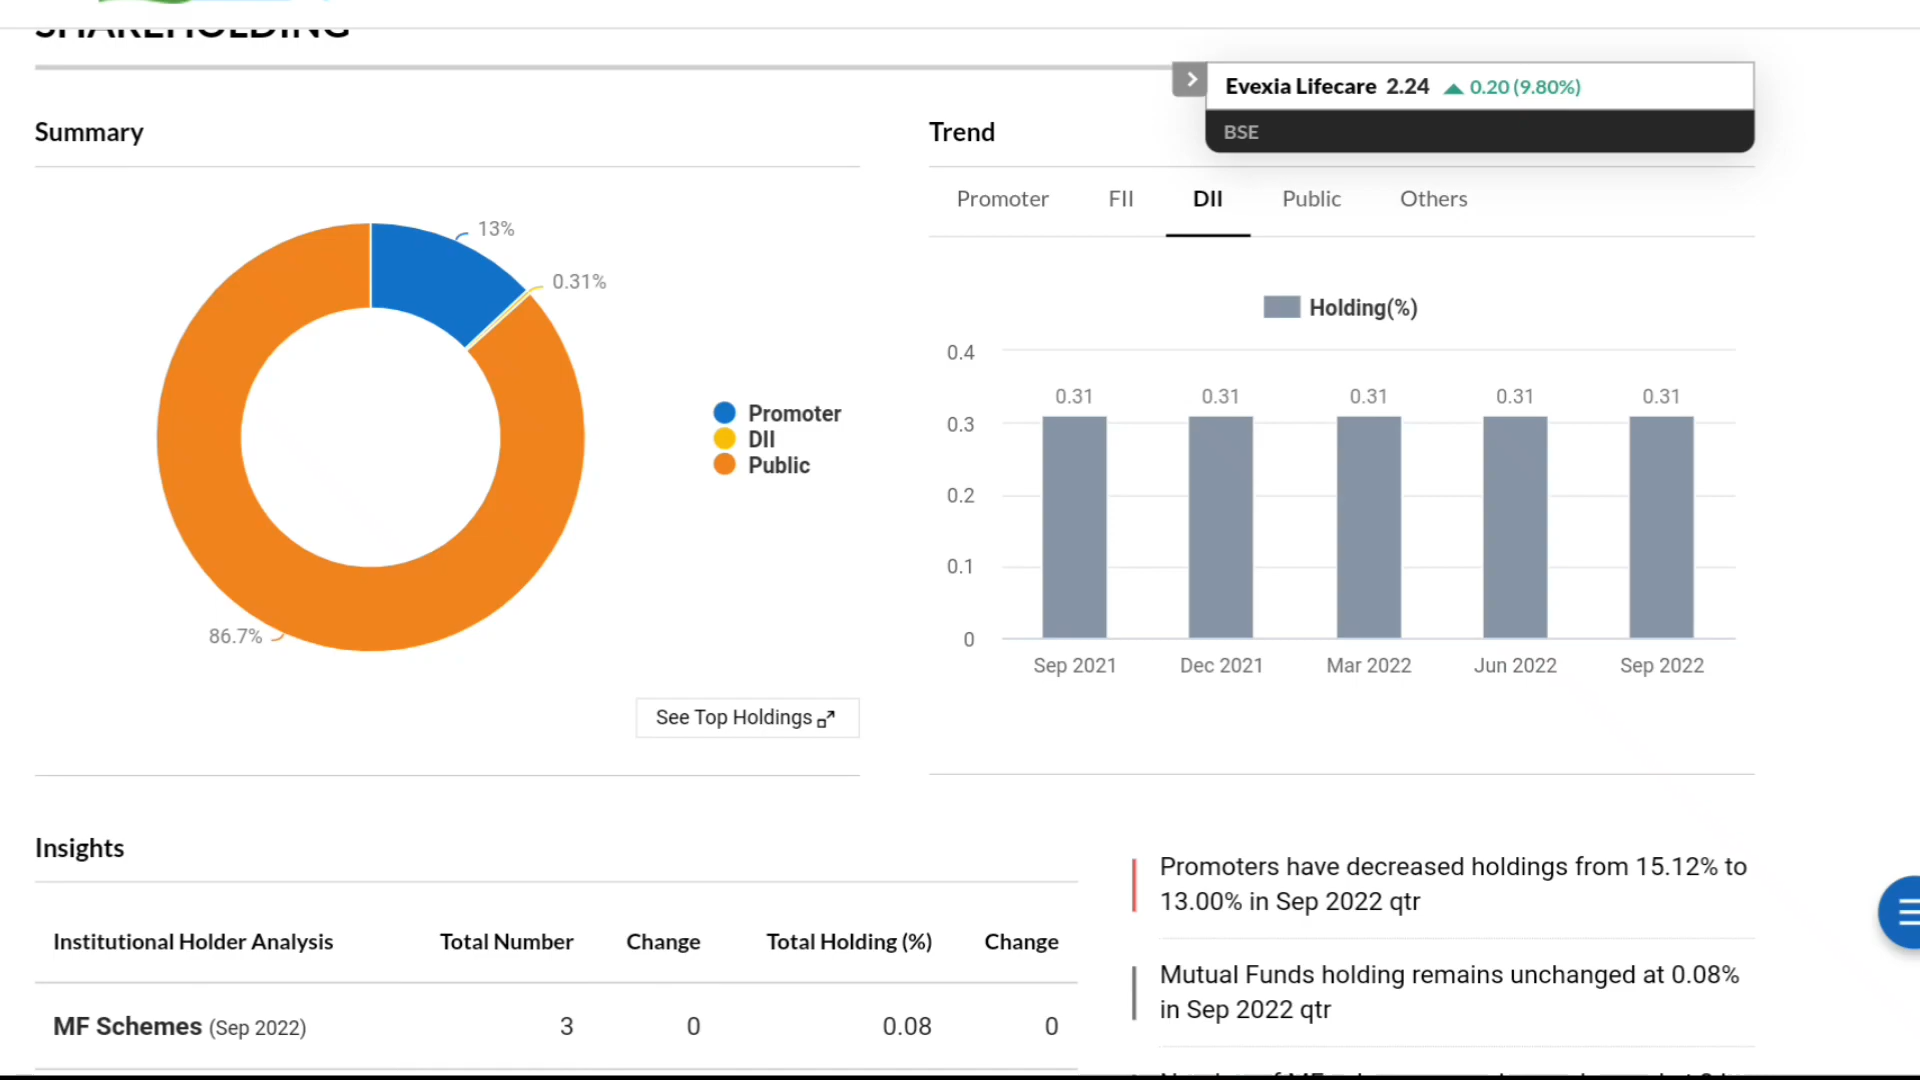 SHAREHOLDING
Evexia Lifecare 2.24 ▲ 0.20 (9.80%)
BSE
Summary
13%
0.31%
86.7%
Promoter
DII
Public
See Top Holdings
Trend
Promoter FII DII Public Others
Holding(%)
0.4
0.3
0.2
0.1
0
0.31 0.31 0.31 0.31 0.31
Sep 2021 Dec 2021 Mar 2022 Jun 2022 Sep 2022
Insights
Institutional Holder Analysis Total Number Change Total Holding (%) Change
MF Schemes (Sep 2022) 3 0 0.08 0
Promoters have decreased holdings from 15.12% to
13.00% in Sep 2022 qtr
Mutual Funds holding remains unchanged at 0.08%
in Sep 2022 qtr